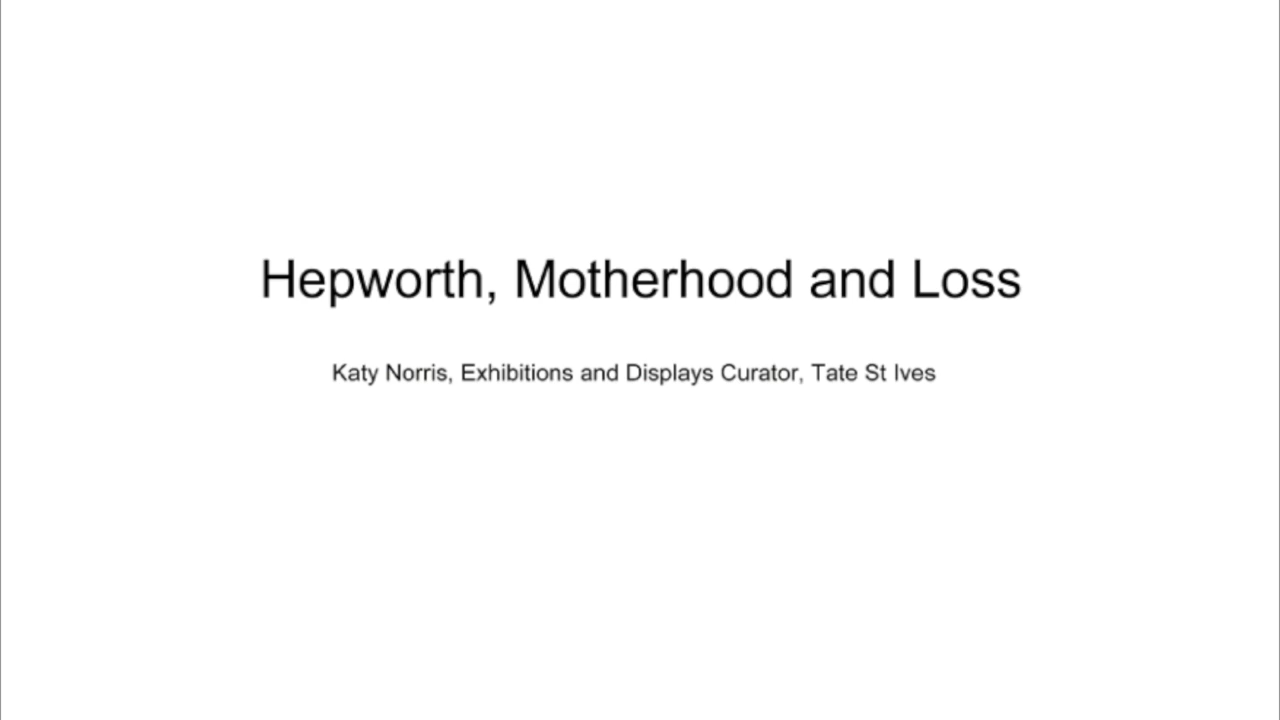 Hepworth, Motherhood and Loss
Katy Norris, Exhibitions and Displays Curator, Tate St Ives